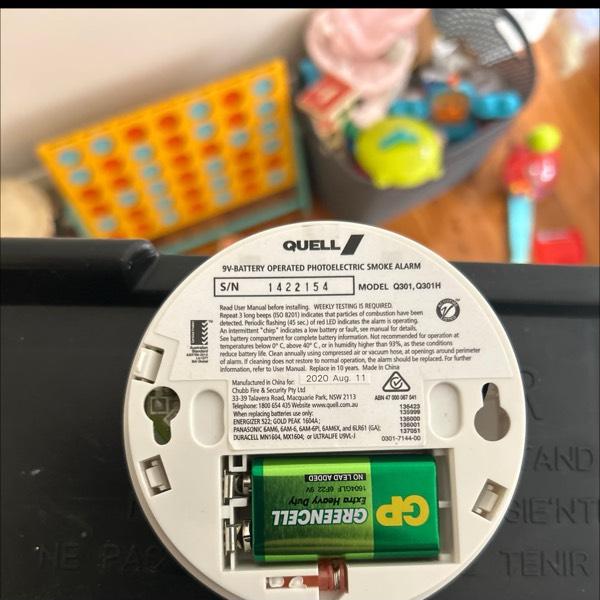 QUELL
9V-BATTERY OPERATED PHOTOELECTRIC SMOKE ALARM
S/N 1422154 MODEL Q301, Q301H
Read User Manual before installing. WEEKLY TESTING IS REQUIRED.
Repeat 3 long beeps (ISO 8201) indicates that particles of combustion have been
detected. Periodic flashing (45 sec.) of red LED indicates the alarm is operating.
An intermittent "chirp" indicates a low battery or fault, see manual for details.
See battery compartment for complete battery information. Not recommended for operation at
temperatures below 0° C, above 40° C, or in humidity higher than 93%, as these conditions
reduce battery life. Clean annually using compressed air or vacuum hose, at openings around perimeter
of alarm. If cleaning does not restore to normal operation, the alarm should be replaced. For further
information, refer to User Manual. Replace in 10 years. Made in China
Manufactured in China for: 2020 Aug. 11
Chubb Fire & Security Pty Ltd
33-39 Talavera Road, Macquarie Park, NSW 2113
Telephone: 1800 654 435 Website www.quell.com.au
ABN 47 000 067 541
When replacing batteries use only:
ENERGIZER 522; GOLD PEAK 1604A;
PANASONIC 6AM6, 6AM-6, 6AM-6PI, 6AM6X, and 6LR61 (GA);
DURACELL MN1604, MX1604; or ULTRALIFE U9VL-J
136423
135999
136000
136001
137051
0301-7144-00
GP
GREENCELL
Extra Heavy Duty
1604GLF 6F22 9V
NO LEAD ADDED
TAND
NE PAS
TENIR